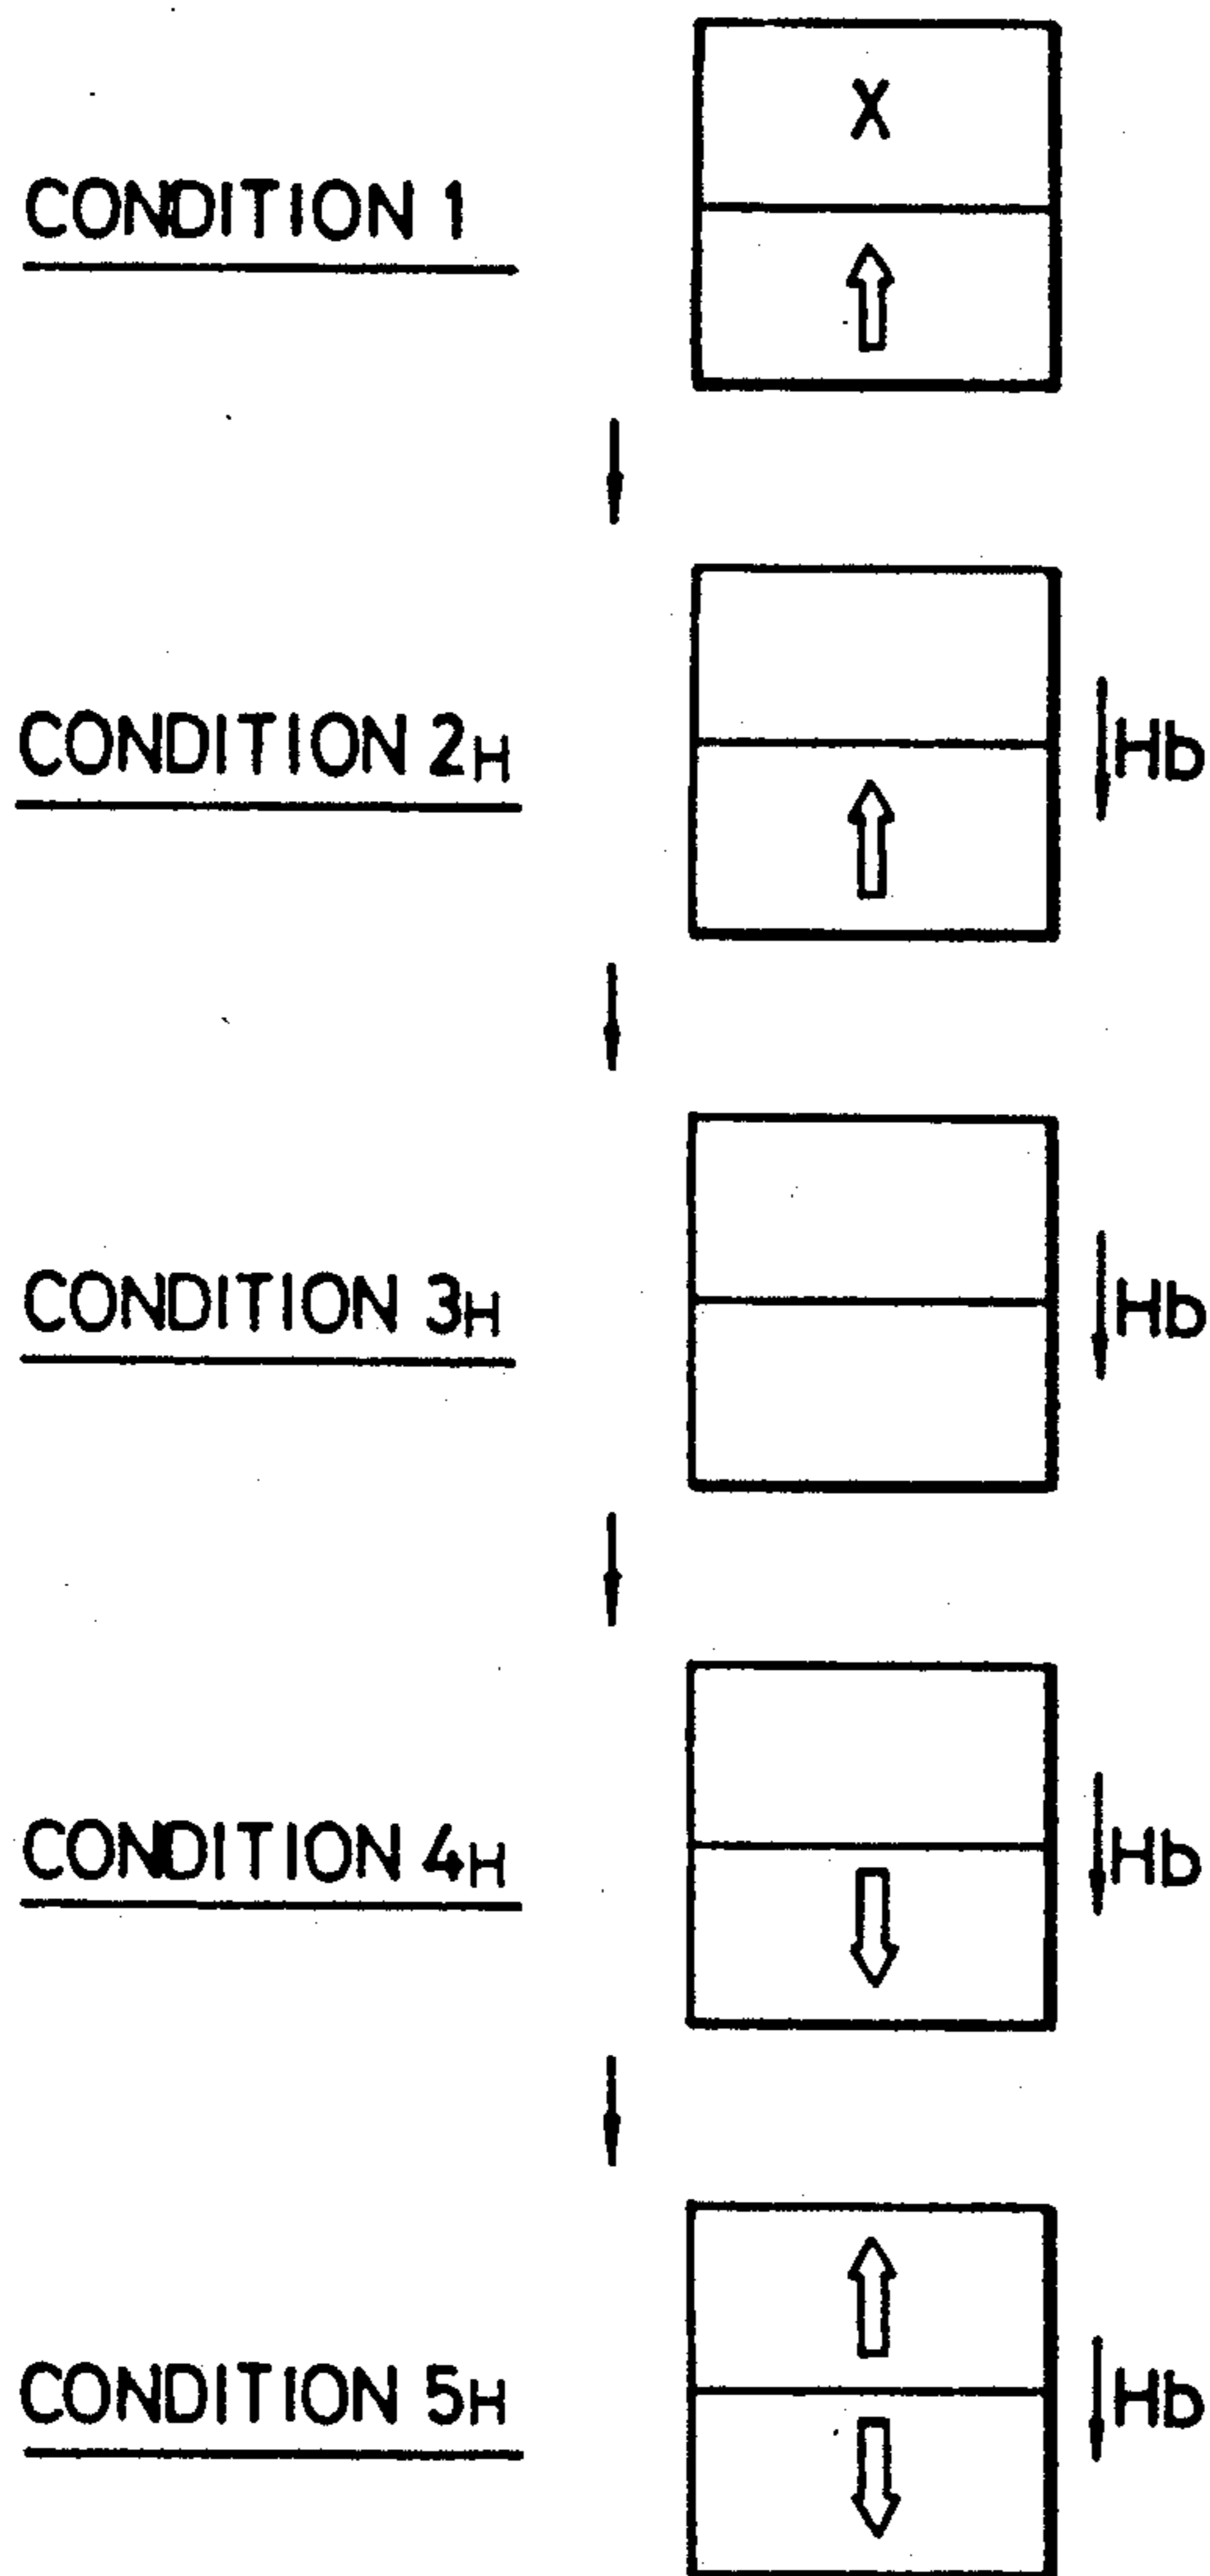 X
CONDITION 1
CONDITION 2H
Hb
CONDITION 3H
Hb
CONDITION 4H
Hb
CONDITION 5H
Hb